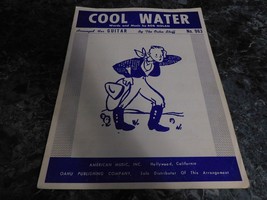 COOL WATER
Words and Music by BOB NOLAN
Arranged for GUITAR by The Oahu Staff No. 063
AMERICAN MUSIC, INC. Hollywood, California
OAHU PUBLISHING COMPANY, Sole Distributor Of This Arrangement